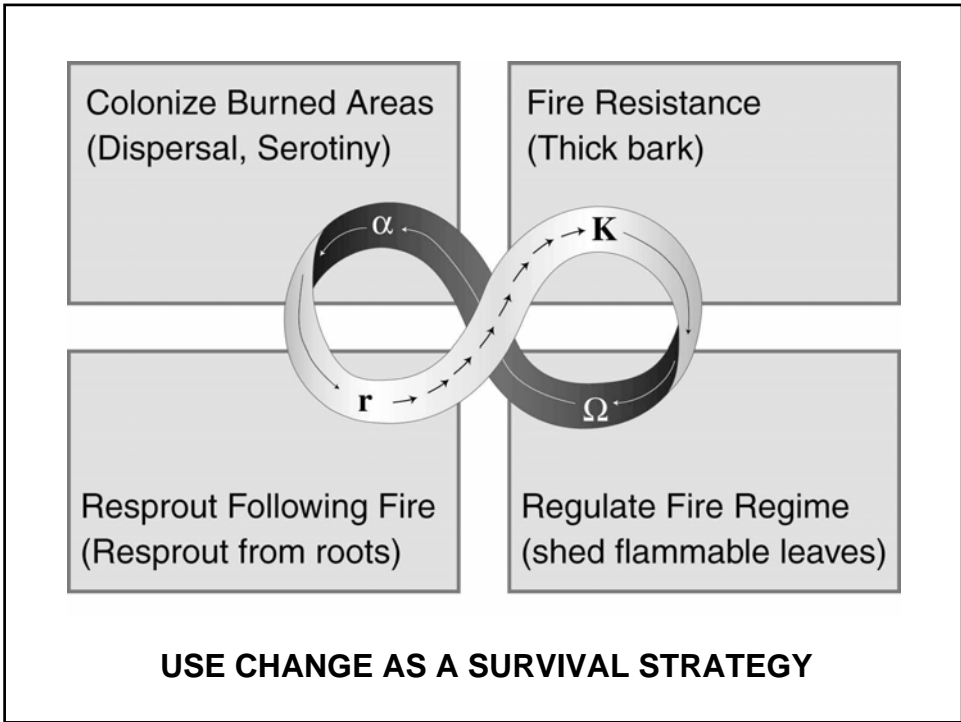 Colonize Burned Areas
(Dispersal, Serotiny)
Fire Resistance
(Thick bark)
α
K
r
Ω
Resprout Following Fire
(Resprout from roots)
Regulate Fire Regime
(shed flammable leaves)
USE CHANGE AS A SURVIVAL STRATEGY